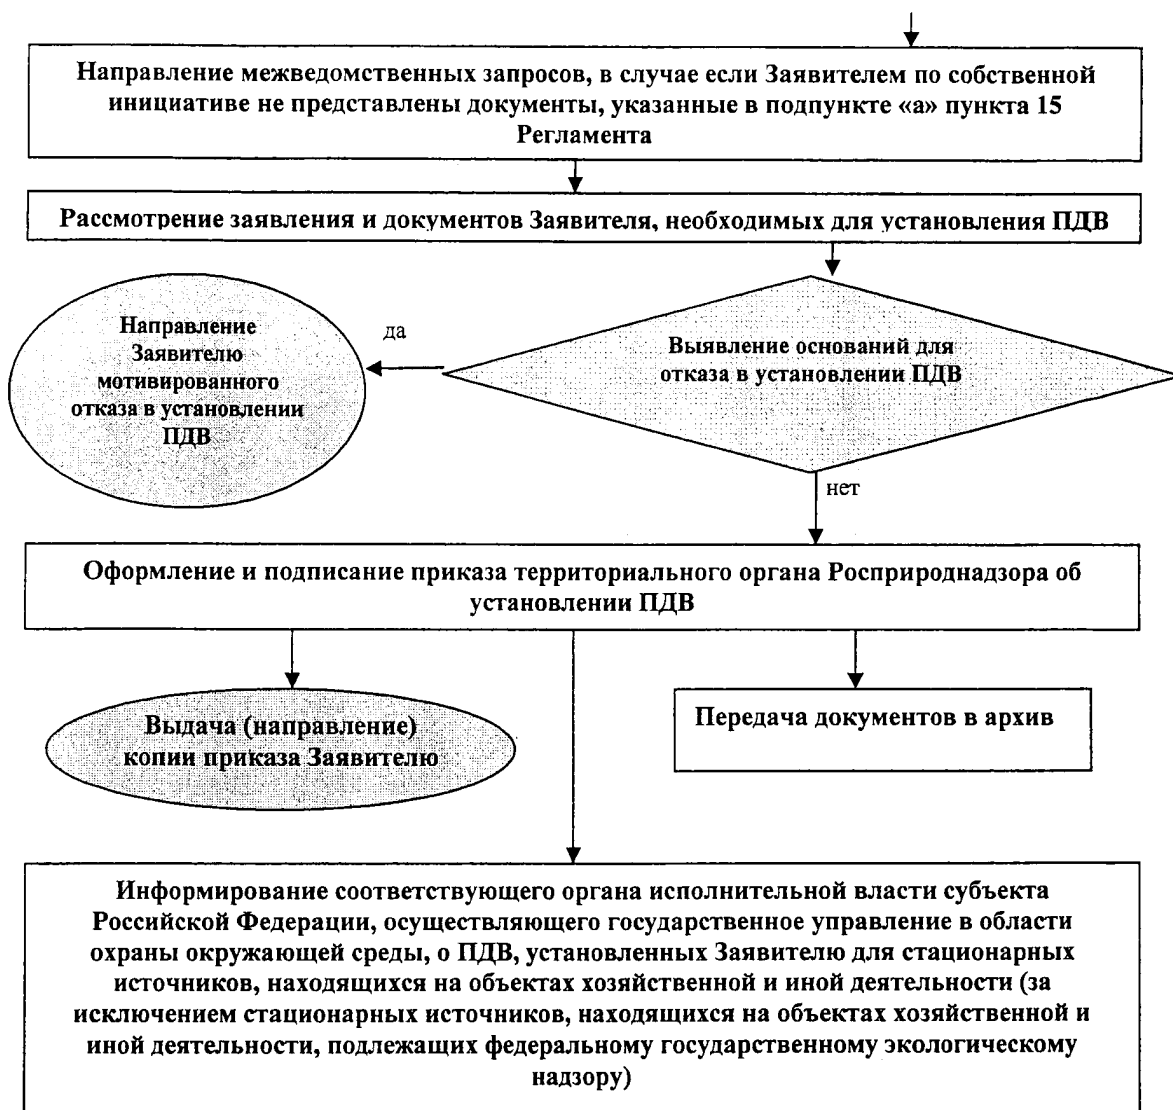 Направление межведомственных запросов, в случае если Заявителем по собственной
инициативе не представлены документы, указанные в подпункте «а» пункта 15
Регламента
Рассмотрение заявления и документов Заявителя, необходимых для установления ПДВ
Направление
Заявителю
мотивированного
отказа в установлении
ПДВ
да
Выявление оснований для
отказа в установлении ПДВ
нет
Оформление и подписание приказа территориального органа Росприроднадзора об
установлении ПДВ
Выдача (направление)
копии приказа Заявителю
Передача документов в архив
Информирование соответствующего органа исполнительной власти субъекта
Российской Федерации, осуществляющего государственное управление в области
охраны окружающей среды, о ПДВ, установленных Заявителю для стационарных
источников, находящихся на объектах хозяйственной и иной деятельности (за
исключением стационарных источников, находящихся на объектах хозяйственной и
иной деятельности, подлежащих федеральному государственному экологическому
надзору)